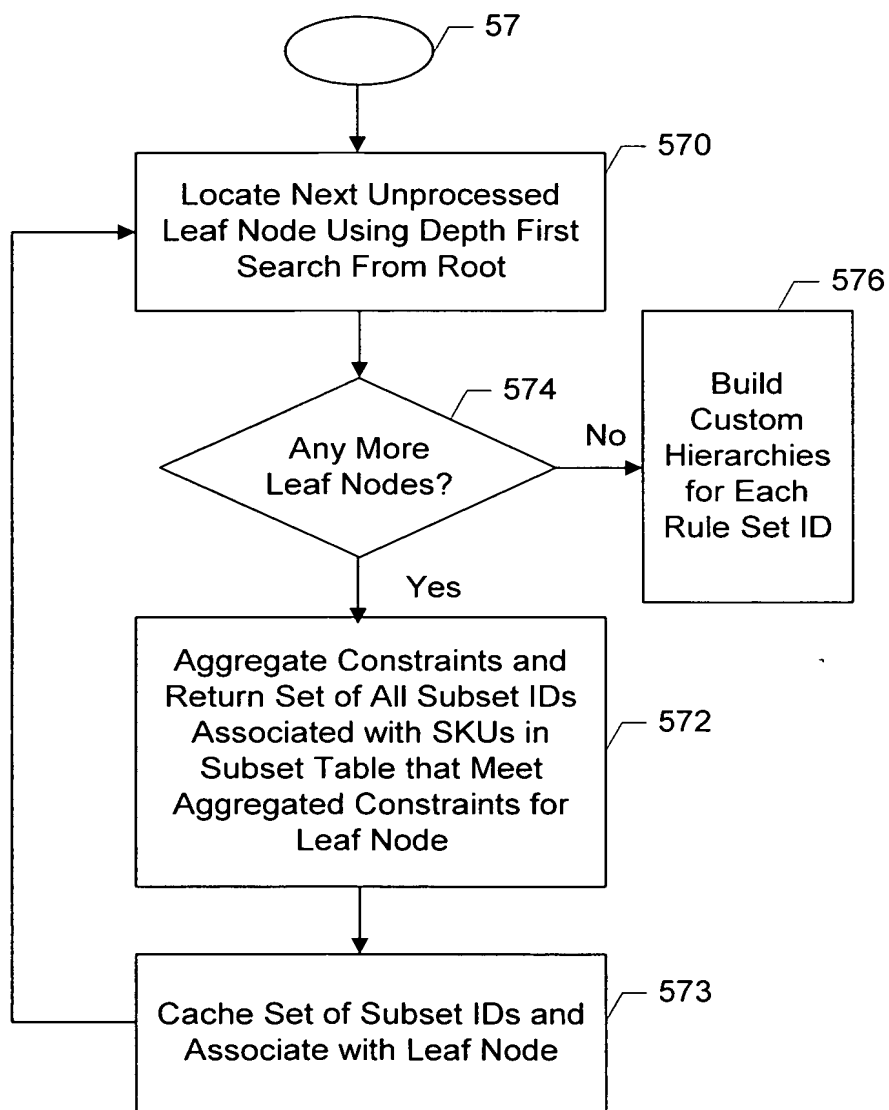 57
570
Locate Next Unprocessed
Leaf Node Using Depth First
Search From Root
576
574
Any More
Leaf Nodes?
No
Build
Custom
Hierarchies
for Each
Rule Set ID
Yes
Aggregate Constraints and
Return Set of All Subset IDs
Associated with SKUs in
Subset Table that Meet
Aggregated Constraints for
Leaf Node
572
Cache Set of Subset IDs and
Associate with Leaf Node
573